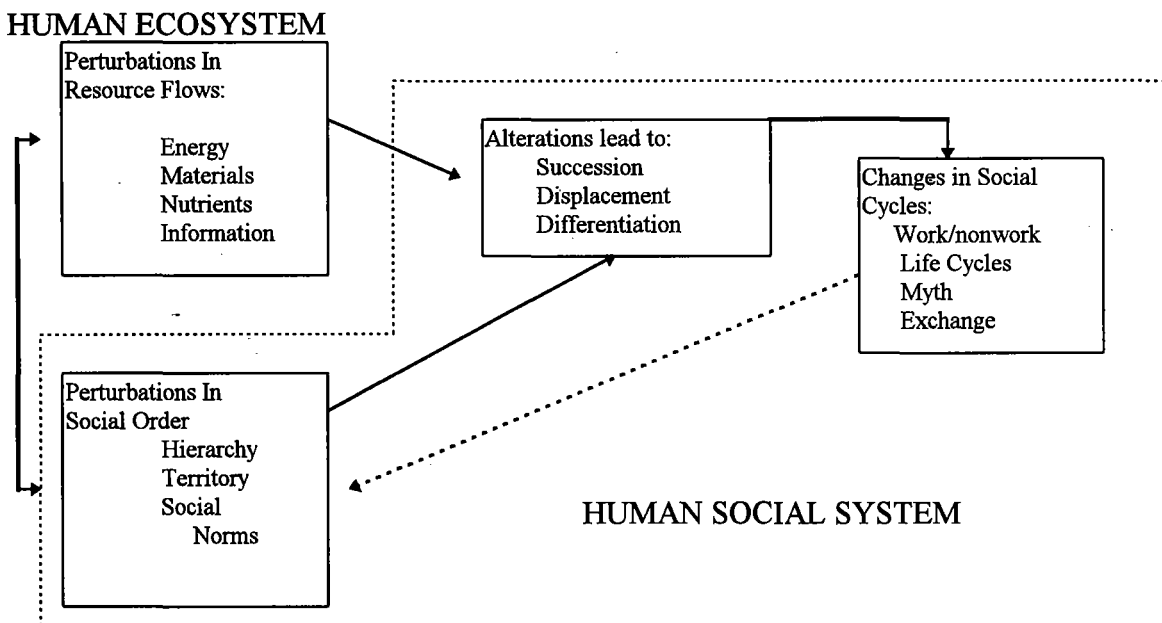 HUMAN ECOSYSTEM
Perturbations In
Resource Flows:
Energy
Materials
Nutrients
Information
Alterations lead to:
Succession
Displacement
Differentiation
Changes in Social
Cycles:
Work/nonwork
Life Cycles
Myth
Exchange
Perturbations In
Social Order
Hierarchy
Territory
Social
Norms
HUMAN SOCIAL SYSTEM